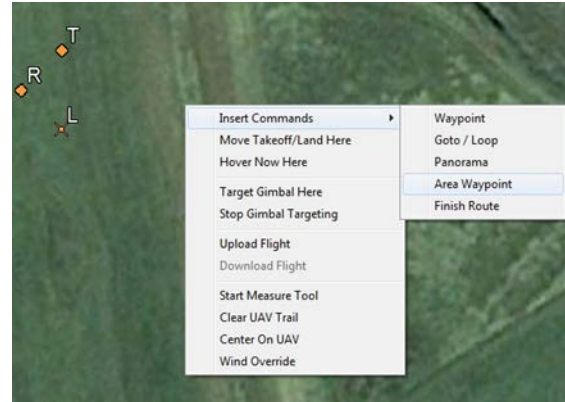 T
R
L
Insert Commands
Move Takeoff/Land Here
Hover Now Here
Target Gimbal Here
Stop Gimbal Targeting
Upload Flight
Download Flight
Start Measure Tool
Clear UAV Trail
Center On UAV
Wind Override
Waypoint
Goto / Loop
Panorama
Area Waypoint
Finish Route